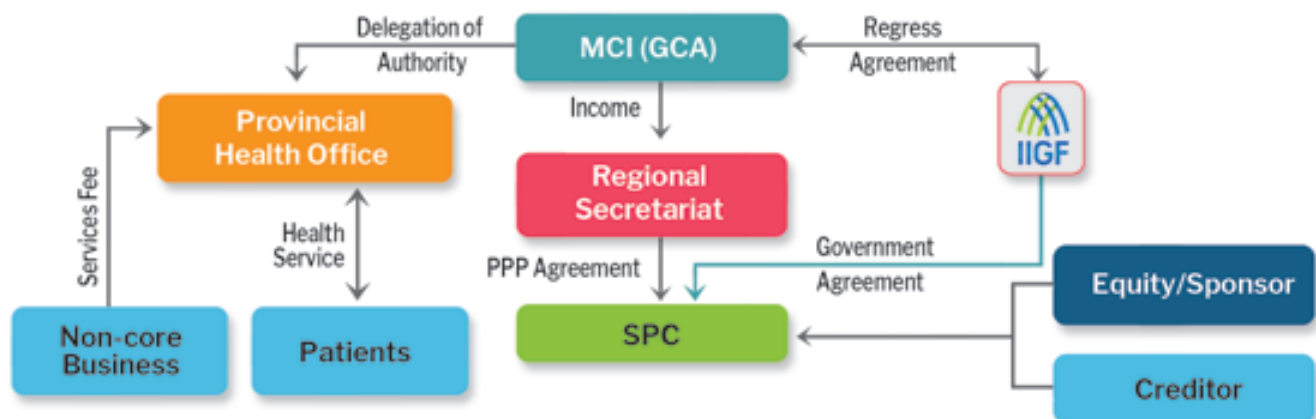 Delegation of
Authority
MCI (GCA)
Regress
Agreement
Income
Provincial
Health Office
IIGF
Regional
Secretariat
Services Fee
Health
Service
PPP Agreement
Government
Agreement
Equity/Sponsor
Non-core
Business
Patients
SPC
Creditor